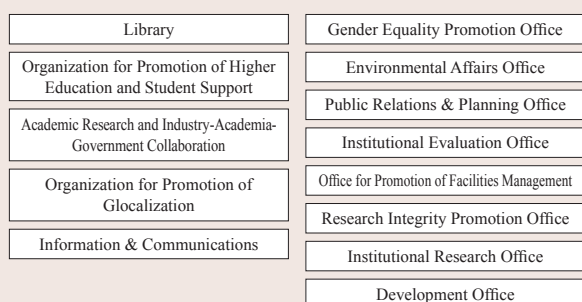 Library
Organization for Promotion of Higher
Education and Student Support
Academic Research and Industry-Academia-
Government Collaboration
Organization for Promotion of
Glocalization
Information & Communications
Gender Equality Promotion Office
Environmental Affairs Office
Public Relations & Planning Office
Institutional Evaluation Office
Office for Promotion of Facilities Management
Research Integrity Promotion Office
Institutional Research Office
Development Office